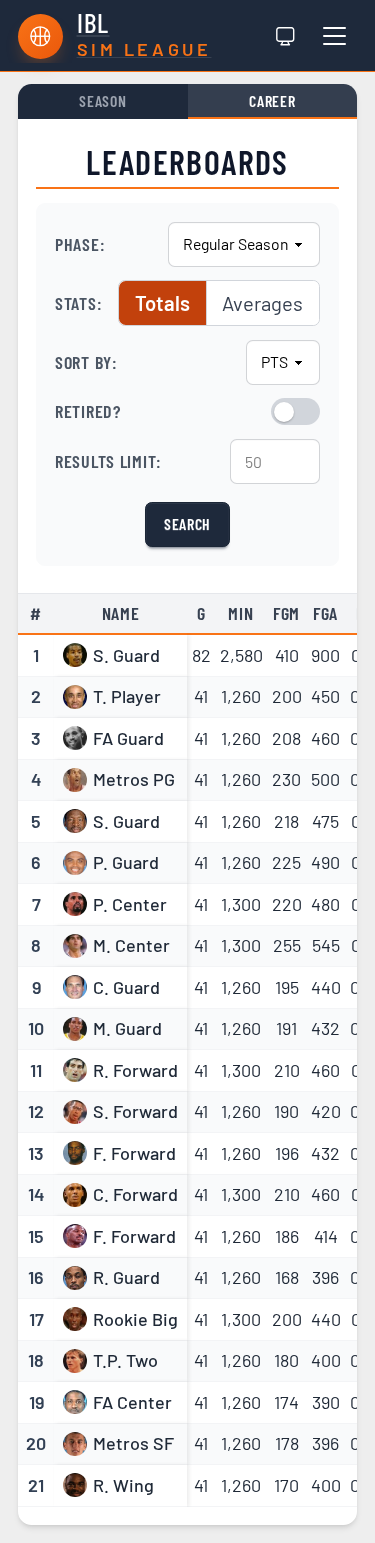 IBL
SIM LEAGUE
SEASON CAREER
LEADERBOARDS
PHASE: Regular Season
STATS: Totals Averages
SORT BY: PTS
RETIRED?
RESULTS LIMIT: 50
SEARCH
# NAME G MIN FGM FGA
1 S. Guard 82 2,580 410 900
2 T. Player 41 1,260 200 450
3 FA Guard 41 1,260 208 460
4 Metros PG 41 1,260 230 500
5 S. Guard 41 1,260 218 475
6 P. Guard 41 1,260 225 490
7 P. Center 41 1,300 220 480
8 M. Center 41 1,300 255 545
9 C. Guard 41 1,260 195 440
10 M. Guard 41 1,260 191 432
11 R. Forward 41 1,300 210 460
12 S. Forward 41 1,260 190 420
13 F. Forward 41 1,260 196 432
14 C. Forward 41 1,300 210 460
15 F. Forward 41 1,260 186 414
16 R. Guard 41 1,260 168 396
17 Rookie Big 41 1,300 200 440
18 T.P. Two 41 1,260 180 400
19 FA Center 41 1,260 174 390
20 Metros SF 41 1,260 178 396
21 R. Wing 41 1,260 170 400